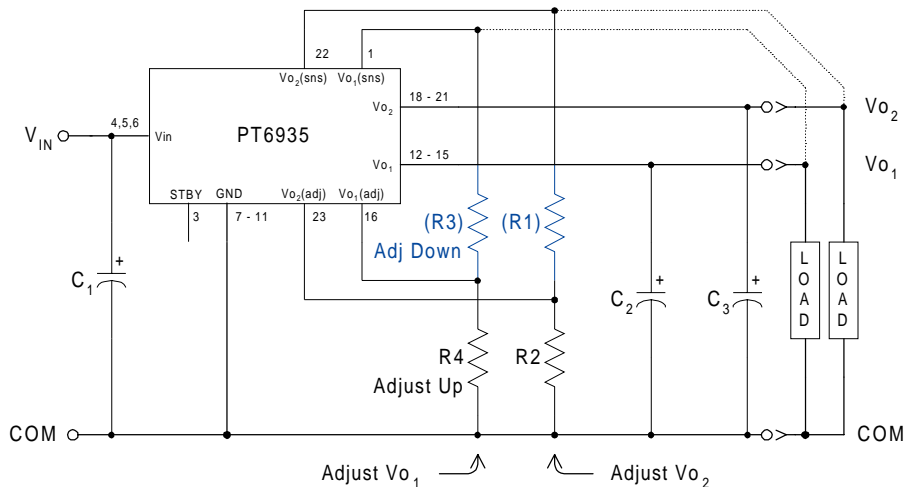 22 1
Vo2(sns) Vo1(sns)
18 - 21
Vo2
Vo2
4,5,6
VIN
Vin
PT6935
12 - 15
Vo1
Vo1
STBY GND Vo2(adj) Vo1(adj)
3 7 - 11 23 16
(R3) (R1)
Adj Down
+ + +
C1 C2 C3
LOAD LOAD
R4 R2
Adjust Up
COM COM
Adjust Vo1 Adjust Vo2